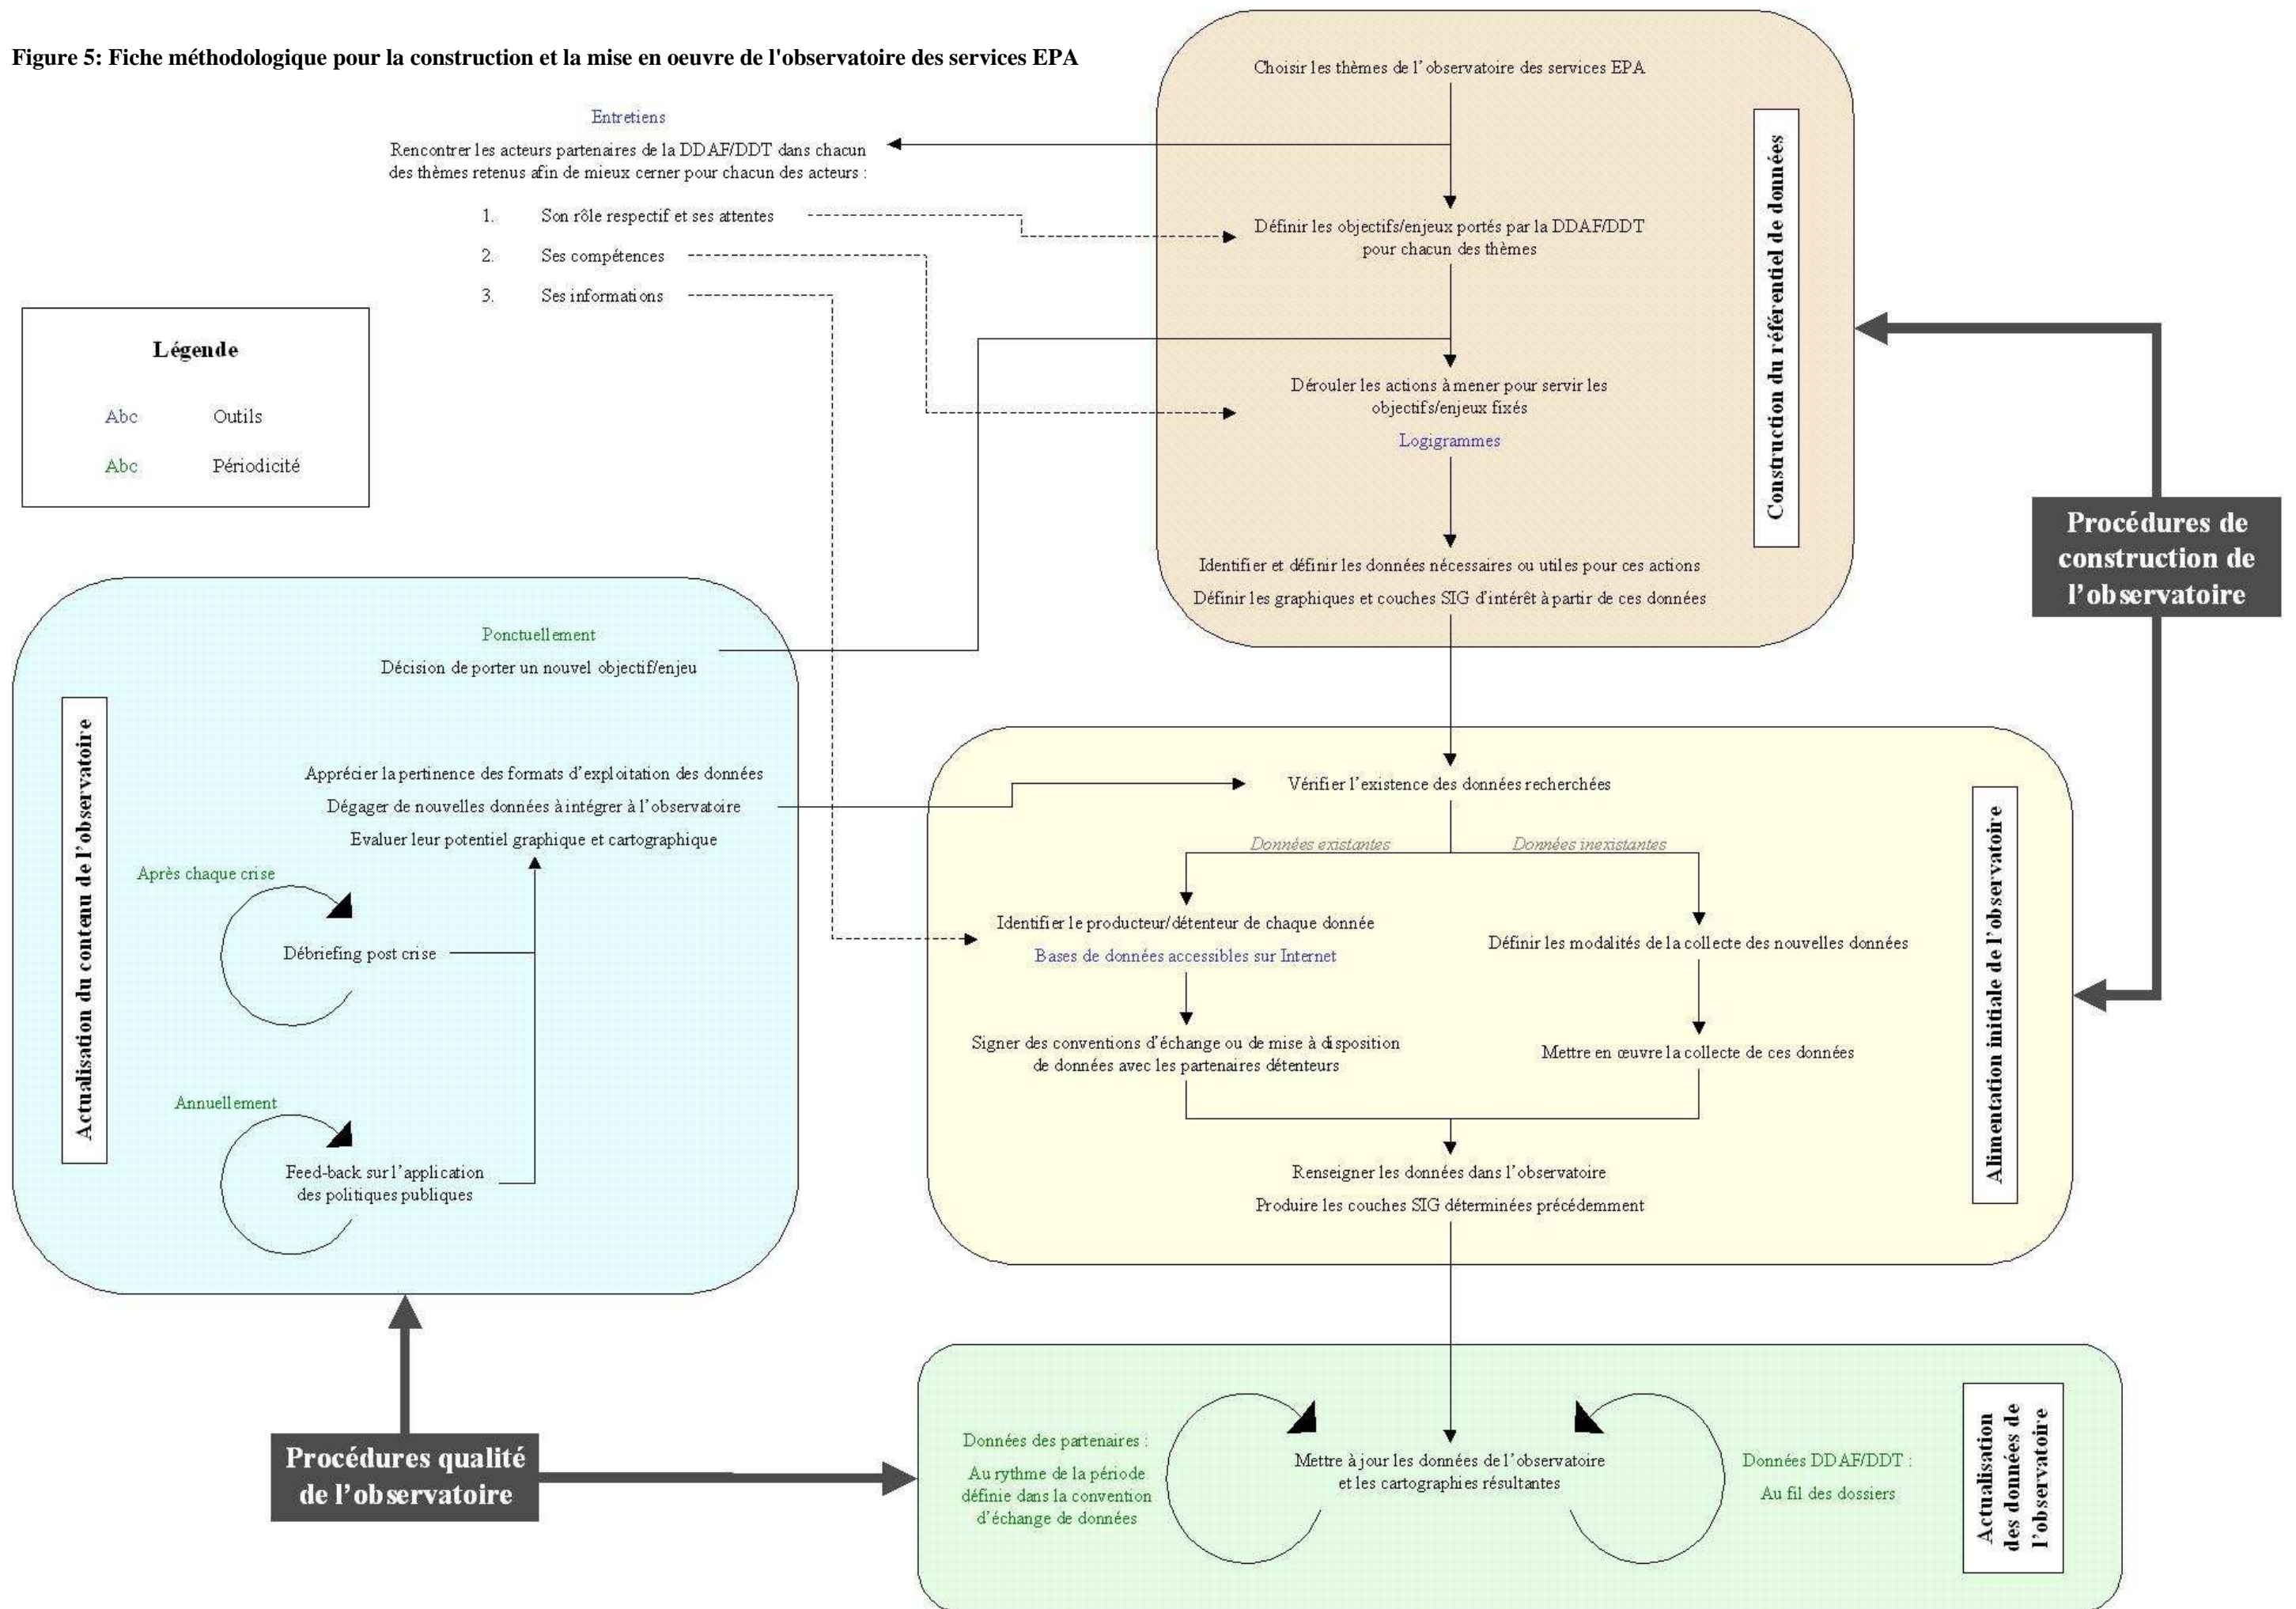 Figure 5: Fiche méthodologique pour la construction et la mise en oeuvre de l'observatoire des services EPA
Entretiens
Rencontrer les acteurs partenaires de la DDAF/DDT dans chacun
des thèmes retenus afin de mieux cerner pour chacun des acteurs :
1. Son rôle respectif et ses attentes
2. Ses compétences
3. Ses informations
Légende
Abc Outils
Abc Périodicité
Choisir les thèmes de l'observatoire des services EPA
Définir les objectifs/enjeux portés par la DDAF/DDT
pour chacun des thèmes
Dérouler les actions à mener pour servir les
objectifs/enjeux fixés
Logigrammes
Identifier et définir les données nécessaires ou utiles pour ces actions
Définir les graphiques et couches SIG d'intérêt à partir de ces données
Construction du référentiel de données
Procédures de
construction de
l'observatoire
Actualisation du contenu de l'observatoire
Ponctuellement
Décision de porter un nouvel objectif/enjeu
Apprécier la pertinence des formats d'exploitation des données
Dégager de nouvelles données à intégrer à l'observatoire
Evaluer leur potentiel graphique et cartographique
Après chaque crise
Débriefing post crise
Annuellement
Feed-back sur l'application
des politiques publiques
Vérifier l'existence des données recherchées
Données existantes
Données inexistantes
Identifier le producteur/détenteur de chaque donnée
Bases de données accessibles sur Internet
Définir les modalités de la collecte des nouvelles données
Signer des conventions d'échange ou de mise à disposition
de données avec les partenaires détenteurs
Mettre en œuvre la collecte de ces données
Renseigner les données dans l'observatoire
Produire les couches SIG déterminées précédemment
Alimentation initiale de l'observatoire
Procédures qualité
de l'observatoire
Données des partenaires :
Au rythme de la période
définie dans la convention
d'échange de données
Mettre à jour les données de l'observatoire
et les cartographies résultantes
Données DDAF/DDT :
Au fil des dossiers
Actualisation
des données de
l'observatoire